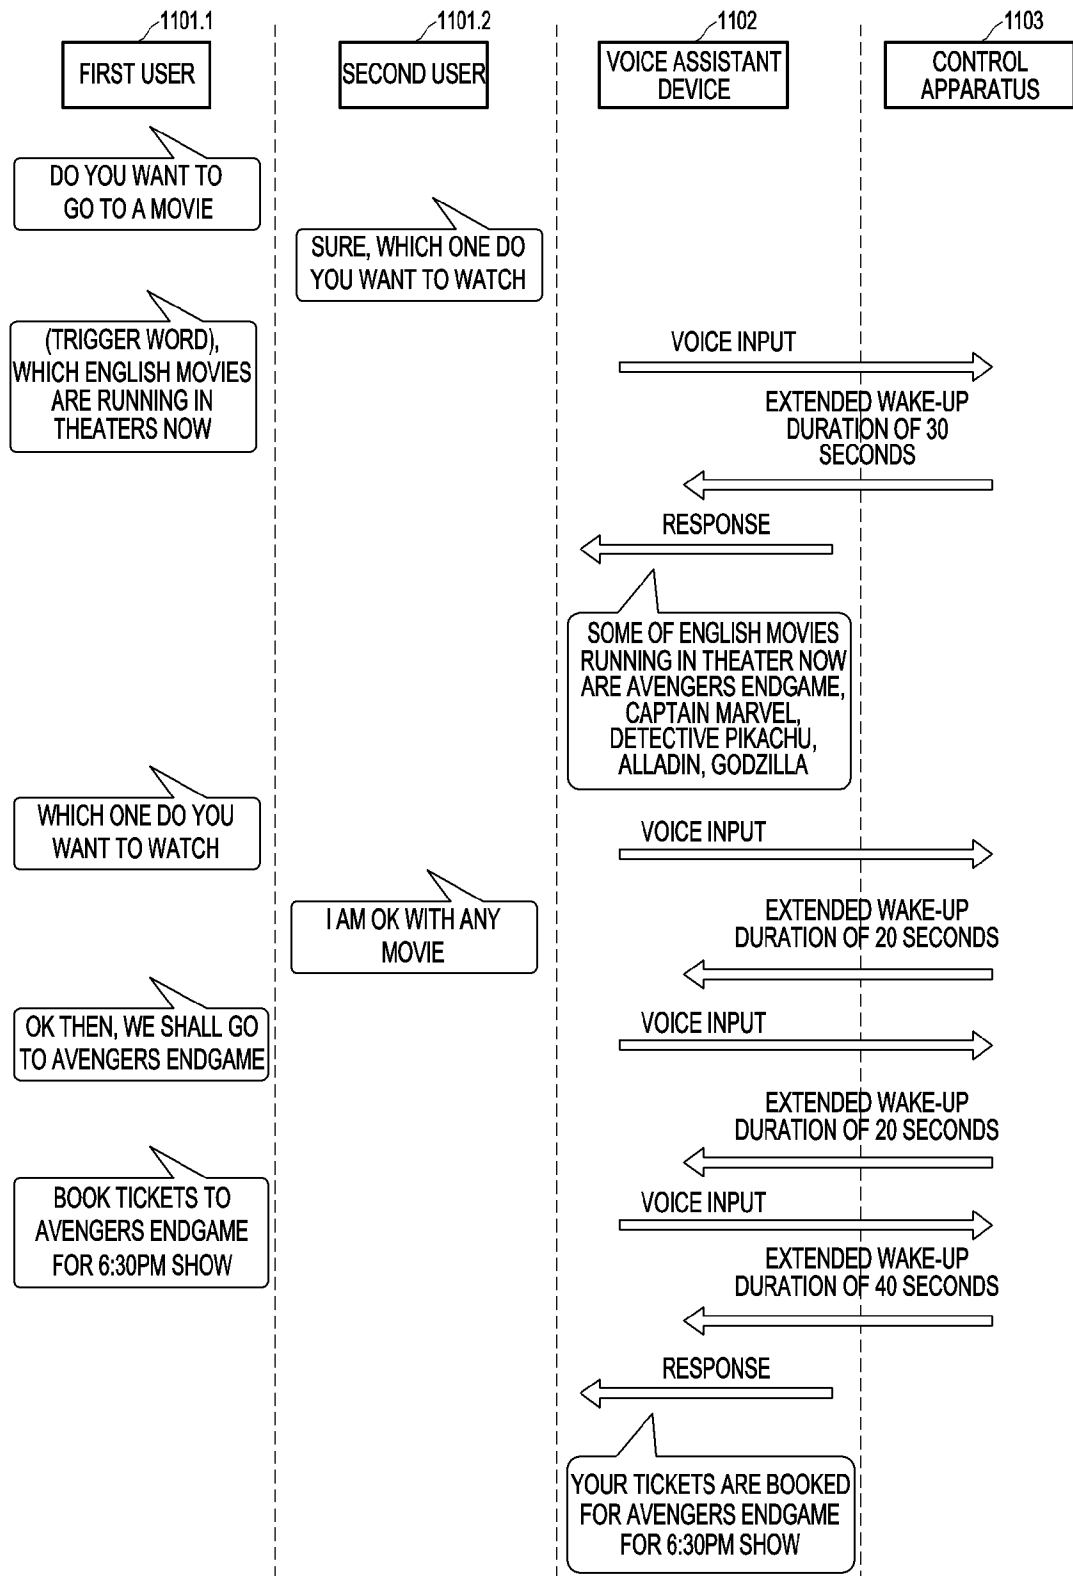 1101.1
1101.2
1102
1103
FIRST USER
SECOND USER
VOICE ASSISTANT
DEVICE
CONTROL
APPARATUS
DO YOU WANT TO
GO TO A MOVIE
SURE, WHICH ONE DO
YOU WANT TO WATCH
(TRIGGER WORD),
WHICH ENGLISH MOVIES
ARE RUNNING IN
THEATERS NOW
VOICE INPUT
EXTENDED WAKE-UP
DURATION OF 30
SECONDS
RESPONSE
SOME OF ENGLISH MOVIES
RUNNING IN THEATER NOW
ARE AVENGERS ENDGAME,
CAPTAIN MARVEL,
DETECTIVE PIKACHU,
ALLADIN, GODZILLA
WHICH ONE DO YOU
WANT TO WATCH
VOICE INPUT
I AM OK WITH ANY
MOVIE
EXTENDED WAKE-UP
DURATION OF 20 SECONDS
OK THEN, WE SHALL GO
TO AVENGERS ENDGAME
VOICE INPUT
EXTENDED WAKE-UP
DURATION OF 20 SECONDS
BOOK TICKETS TO
AVENGERS ENDGAME
FOR 6:30PM SHOW
VOICE INPUT
EXTENDED WAKE-UP
DURATION OF 40 SECONDS
RESPONSE
YOUR TICKETS ARE BOOKED
FOR AVENGERS ENDGAME
FOR 6:30PM SHOW